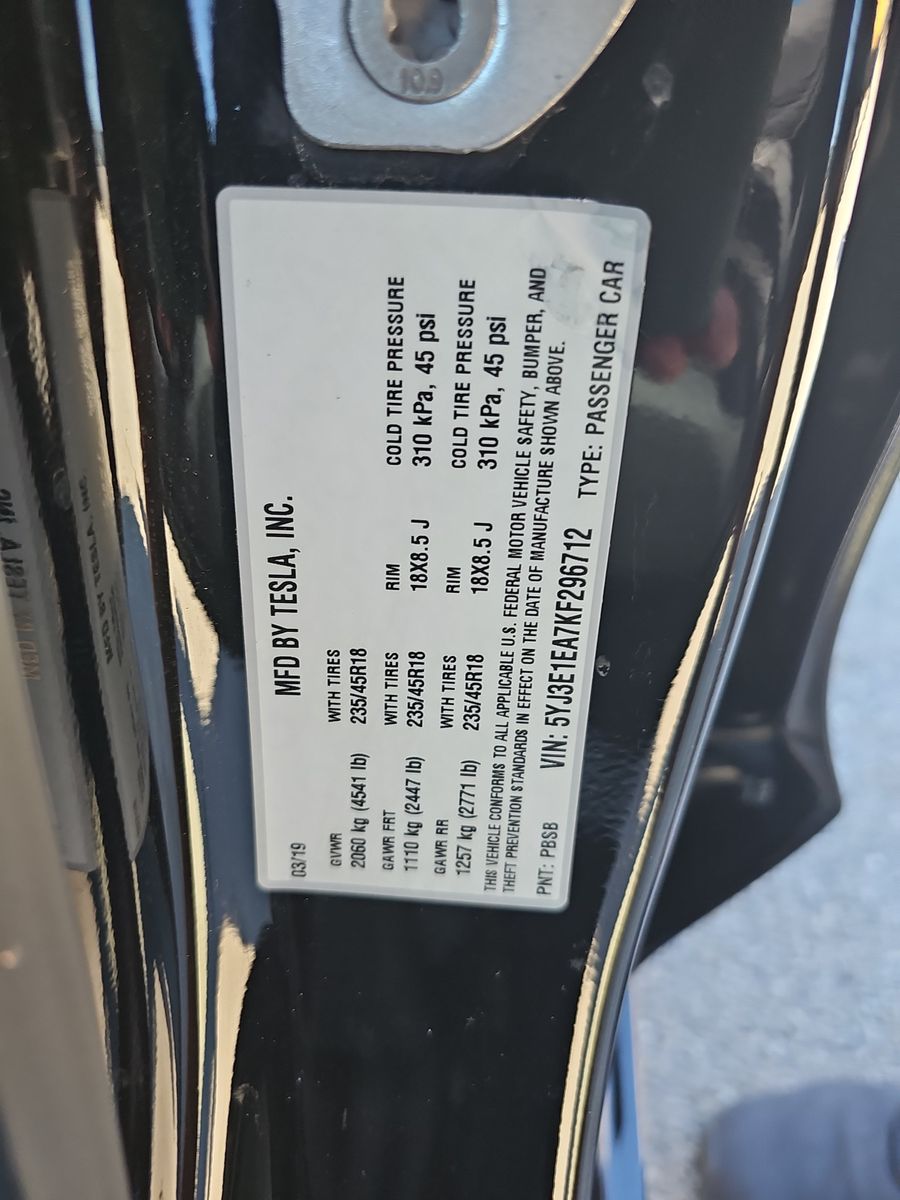 10.9
MFD BY TESLA, INC.
03/19
GVWR WITH TIRES
2060 kg (4541 lb) 235/45R18
GAWR FRT WITH TIRES RIM COLD TIRE PRESSURE
1110 kg (2447 lb) 235/45R18 18X8.5 J 310 kPa, 45 psi
GAWR RR WITH TIRES RIM COLD TIRE PRESSURE
1257 kg (2771 lb) 235/45R18 18X8.5 J 310 kPa, 45 psi
THIS VEHICLE CONFORMS TO ALL APPLICABLE U.S. FEDERAL MOTOR VEHICLE SAFETY, BUMPER, AND
THEFT PREVENTION STANDARDS IN EFFECT ON THE DATE OF MANUFACTURE SHOWN ABOVE.
PNT: PBSB VIN: 5YJ3E1EA7KF296712 TYPE: PASSENGER CAR